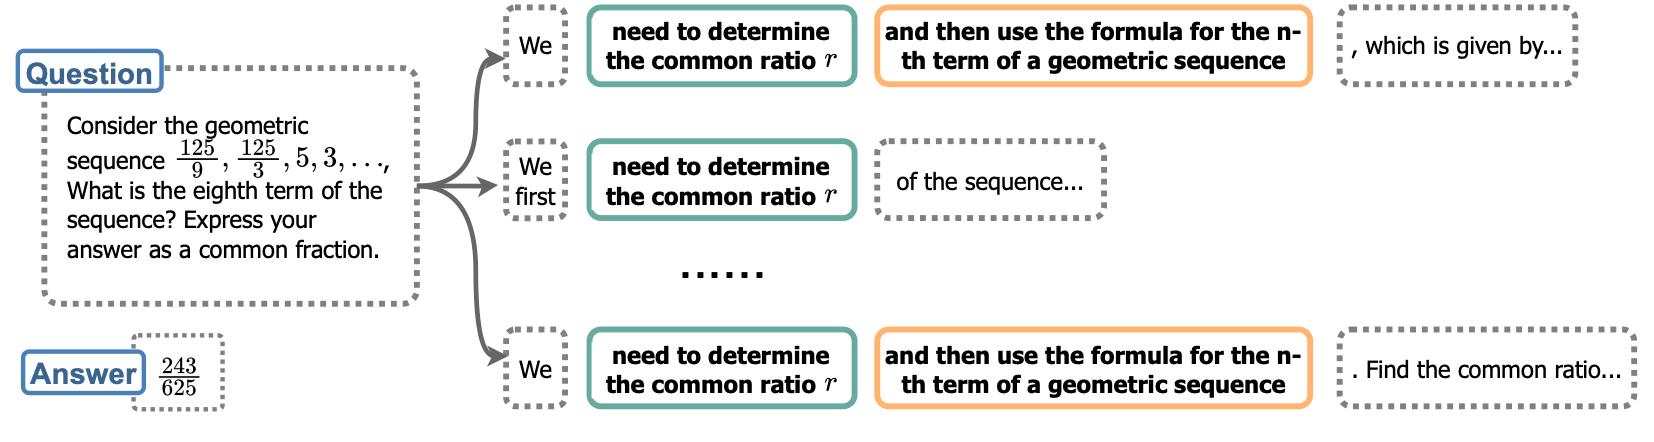 Question
Consider the geometric
sequence 125/9, 125/3, 5, 3, . . .,
What is the eighth term of the
sequence? Express your
answer as a common fraction.
Answer
243/625
We
need to determine
the common ratio r
and then use the formula for the n-
th term of a geometric sequence
, which is given by...
We
first
need to determine
the common ratio r
of the sequence...
......
We
need to determine
the common ratio r
and then use the formula for the n-
th term of a geometric sequence
. Find the common ratio...